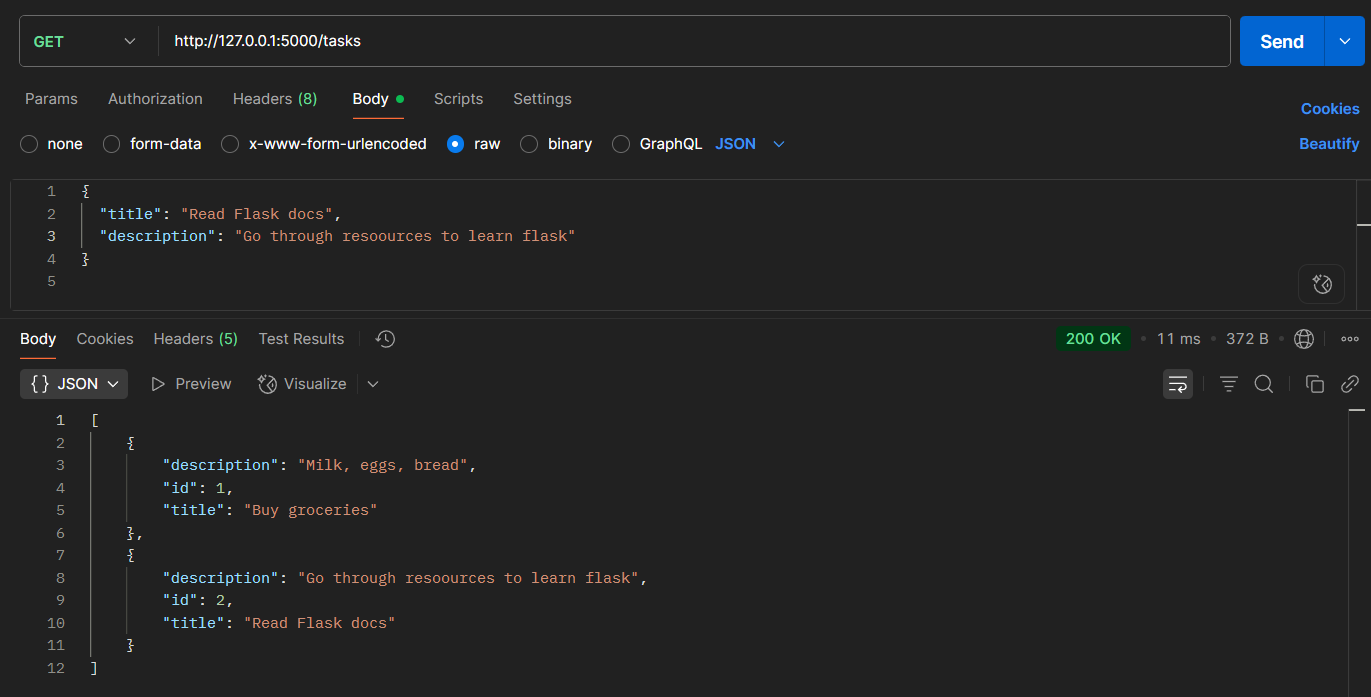 GET http://127.0.0.1:5000/tasks Send
Params Authorization Headers (8) Body Scripts Settings Cookies
none form-data x-www-form-urlencoded raw binary GraphQL JSON Beautify
1 {
2 "title": "Read Flask docs",
3 "description": "Go through resoources to learn flask"
4 }
5
Body Cookies Headers (5) Test Results 200 OK 11 ms 372 B
{} JSON Preview Visualize
1 [
2 {
3 "description": "Milk, eggs, bread",
4 "id": 1,
5 "title": "Buy groceries"
6 },
7 {
8 "description": "Go through resoources to learn flask",
9 "id": 2,
10 "title": "Read Flask docs"
11 }
12 ]